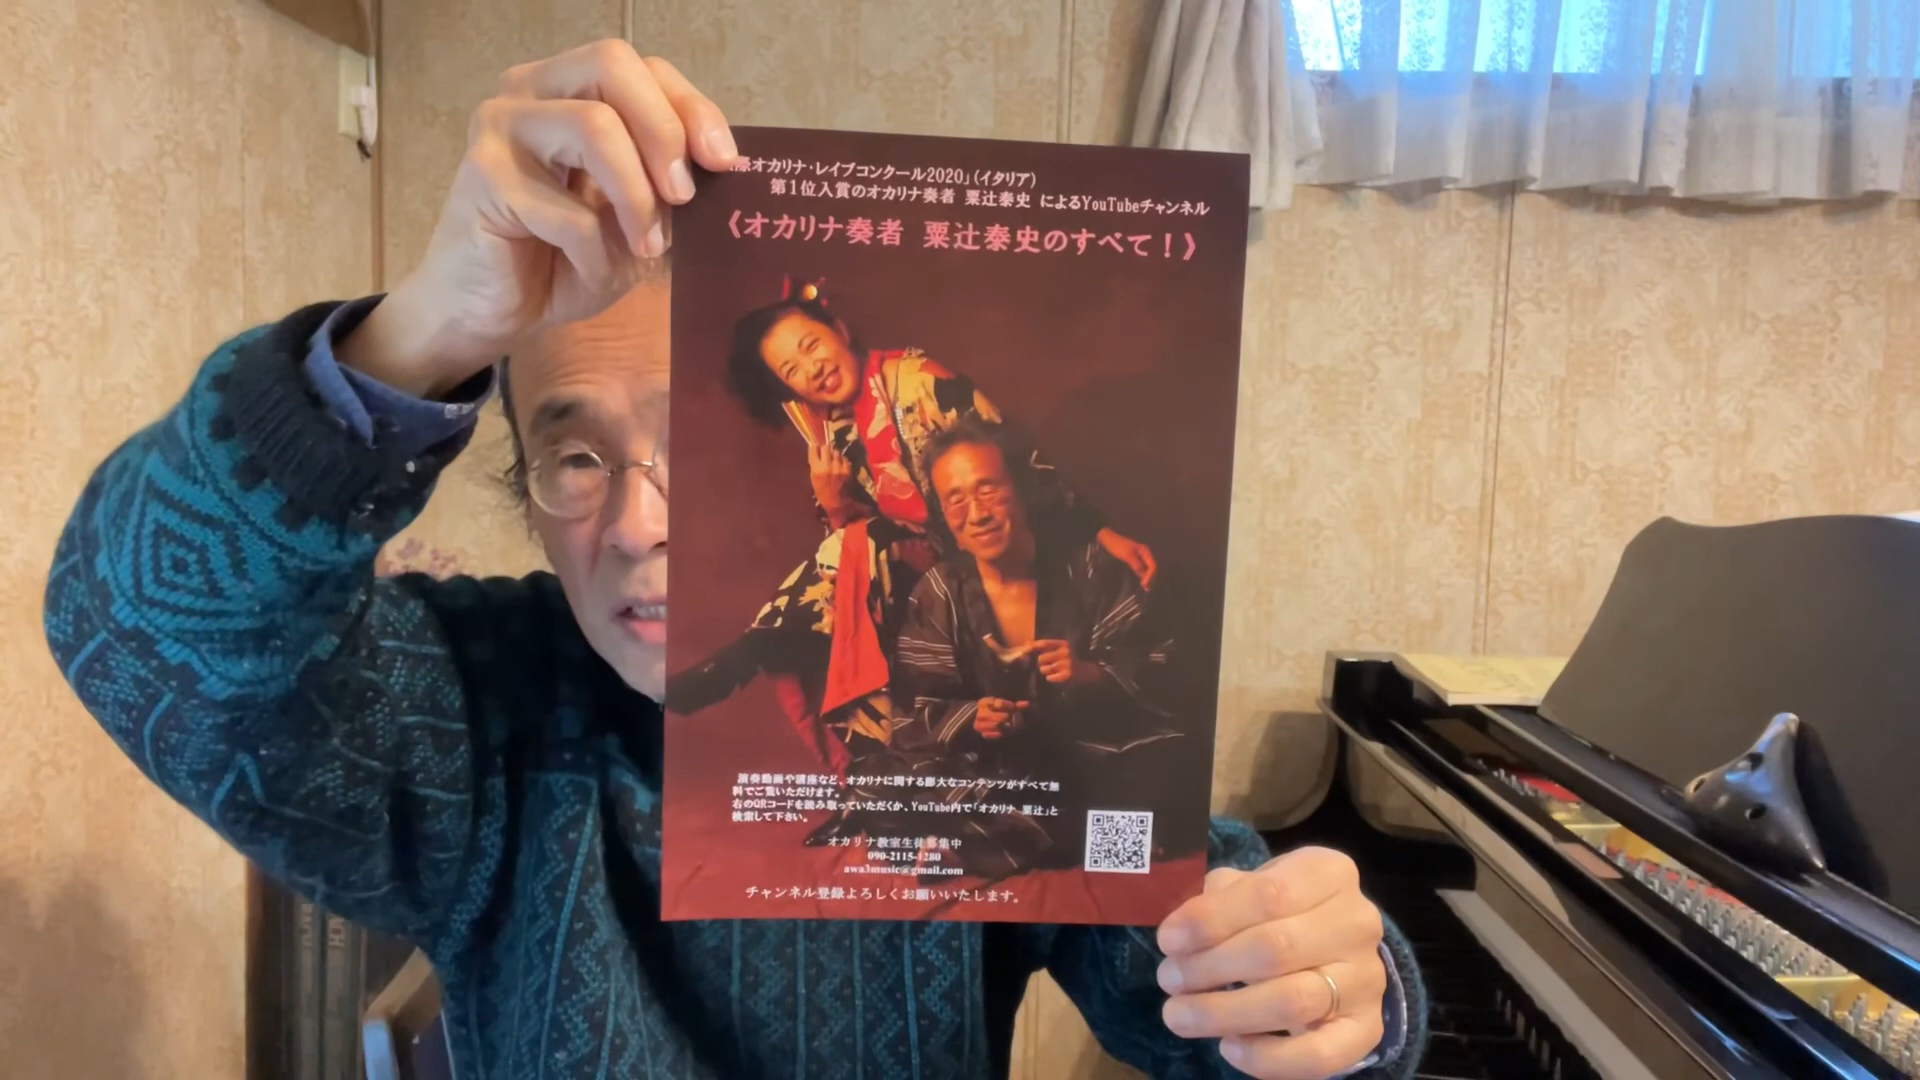 際オカリナ・レイブコンクール2020」(イタリア)
第1位入賞のオカリナ奏者 粟辻泰史 によるYouTubeチャンネル
《オカリナ奏者 粟辻泰史のすべて！》
演奏動画や講座など、オカリナに関する膨大なコンテンツがすべて無
料でご覧いただけます。
右のQRコードを読み取っていただくか、YouTube内で「オカリナ 粟辻」と
検索して下さい。
オカリナ教室生徒募集中
090-2115-4280
awa3music@gmail.com
チャンネル登録よろしくお願いいたします。